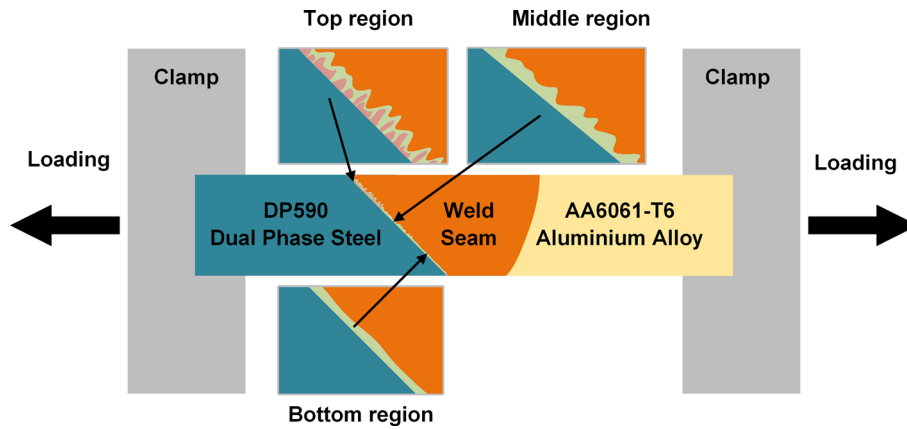 Top region
Middle region
Clamp
Clamp
Loading
Loading
DP590
Dual Phase Steel
Weld
Seam
AA6061-T6
Aluminium Alloy
Bottom region